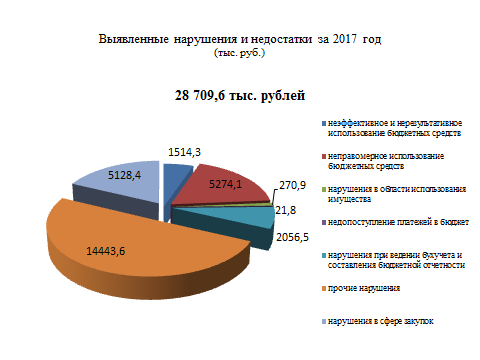 Выявленные нарушения и недостатки за 2017 год
(тыс. руб.)
28 709,6 тыс. рублей
1514,3
5274,1
270,9
21,8
2056,5
14443,6
5128,4
неэффективное и нерезультативное
использование бюджетных средств
неправомерное использование
бюджетных средств
нарушения в области использования
имущества
недопоступление платежей в бюджет
нарушения при ведении бухучета и
составления бюджетной отчетности
прочие нарушения
нарушения в сфере закупок